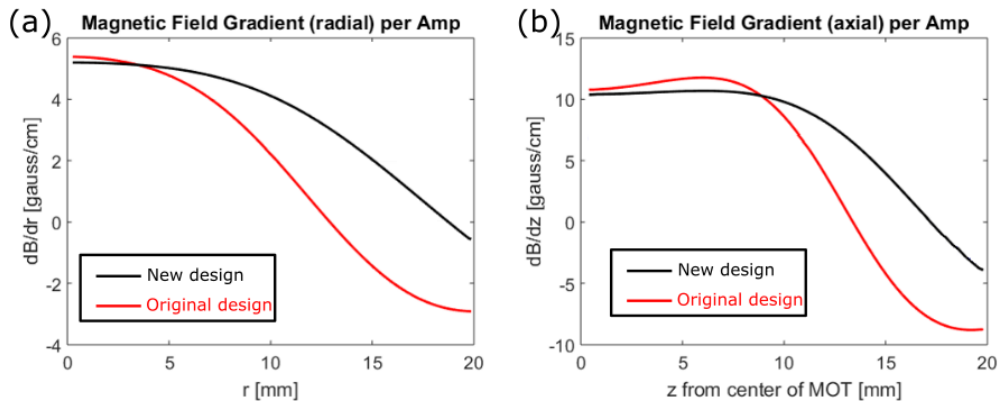 (a)
Magnetic Field Gradient (radial) per Amp
6
4
2
0
-2
-4
dB/dr [gauss/cm]
New design
Original design
0 5 10 15 20
r [mm]
(b)
Magnetic Field Gradient (axial) per Amp
15
10
5
0
-5
-10
dB/dz [gauss/cm]
New design
Original design
0 5 10 15 20
z from center of MOT [mm]